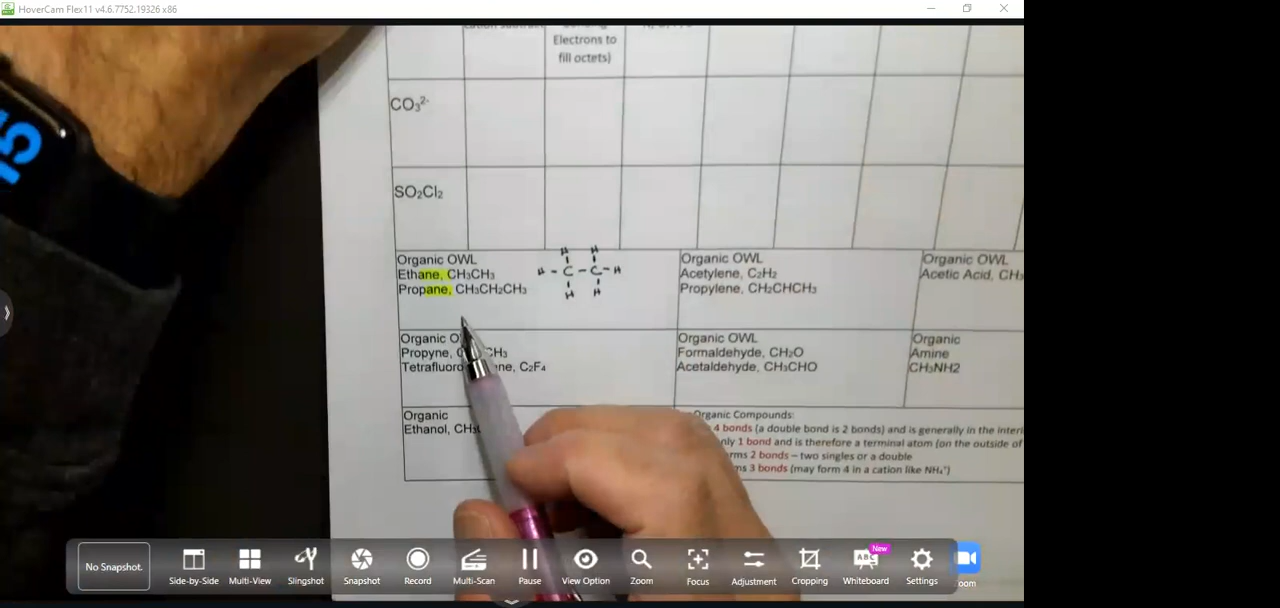 HoverCam Flex11 v4.6.7752.19326 x86
Electrons to
fill octets)
CO₃²⁻
SO₂Cl₂
Organic OWL
Ethane, CH₃CH₃
Propane, CH₃CH₂CH₃
H H
H - C - C - H
H H
Organic OWL
Acetylene, C₂H₂
Propylene, CH₂CHCH₃
Organic OWL
Acetic Acid, CH₃
Organic O
Propyne, C CH₃
Tetrafluoro ne, C₂F₄
Organic OWL
Formaldehyde, CH₂O
Acetaldehyde, CH₃CHO
Organic
Amine
CH₃NH2
Organic
Ethanol, CH₃
Organic Compounds:
4 bonds (a double bond is 2 bonds) and is generally in the interi
nly 1 bond and is therefore a terminal atom (on the outside of
rms 2 bonds – two singles or a double
ms 3 bonds (may form 4 in a cation like NH₄⁺)
No Snapshot.
Side-by-Side
Multi-View
Slingshot
Snapshot
Record
Multi-Scan
Pause
View Option
Zoom
Focus
Adjustment
Cropping
ABC
New
Whiteboard
Settings
oom